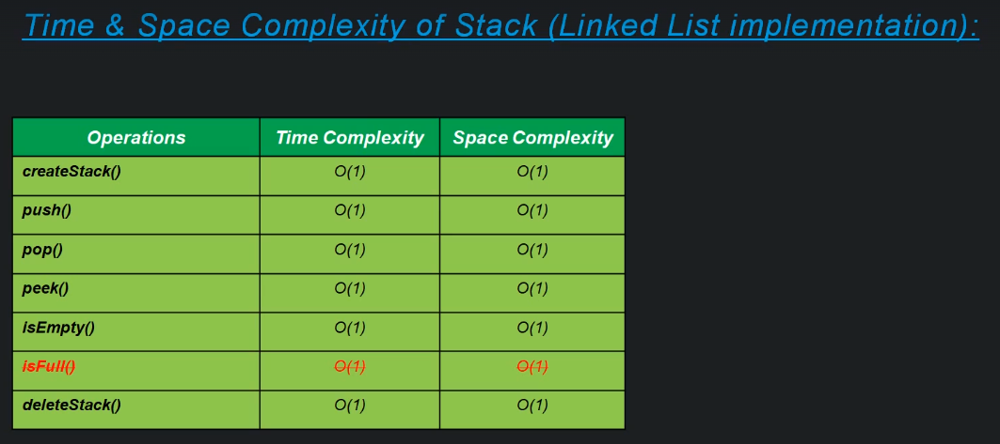 Time & Space Complexity of Stack (Linked List implementation):
Operations Time Complexity Space Complexity
createStack() O(1) O(1)
push() O(1) O(1)
pop() O(1) O(1)
peek() O(1) O(1)
isEmpty() O(1) O(1)
isFull() O(1) O(1)
deleteStack() O(1) O(1)